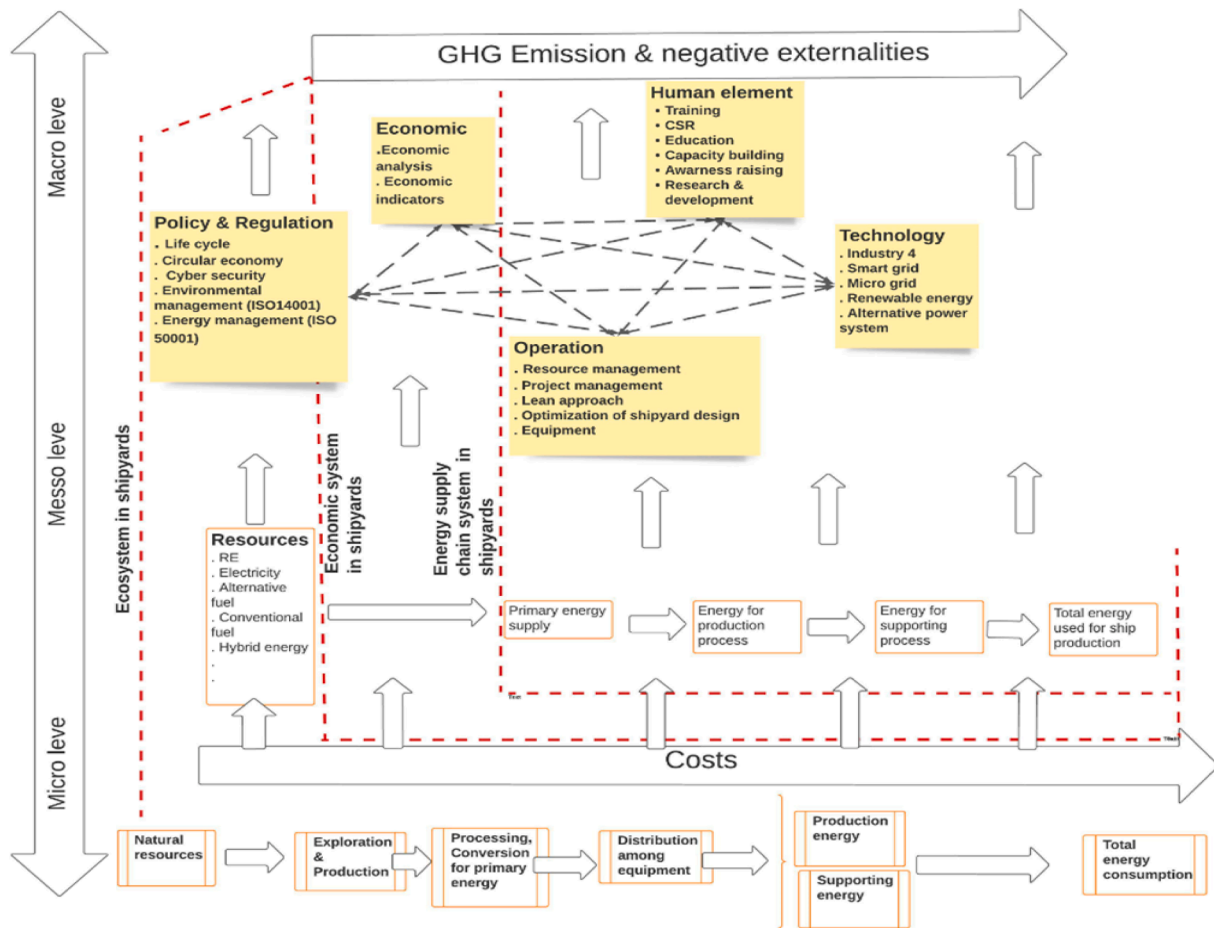 GHG Emission & negative externalities
Macro leve
Messo leve
Micro leve
Human element
▪ Training
▪ CSR
▪ Education
▪ Capacity building
▪ Awarness raising
▪ Research &
development
Economic
.Economic
analysis
. Economic
indicators
Policy & Regulation
. Life cycle
. Circular economy
. Cyber security
. Environmental
management (ISO14001)
. Energy management (ISO
50001)
Technology
. Industry 4
. Smart grid
. Micro grid
. Renewable energy
. Alternative power
system
Operation
. Resource management
. Project management
. Lean approach
. Optimization of shipyard design
. Equipment
Ecosystem in shipyards
Economic system
in shipyards
Energy supply
chain system in
shipyards
Resources
. RE
. Electricity
. Alternative
fuel
. Conventional
fuel
. Hybrid energy
.
.
Primary energy
supply
Energy for
production
process
Energy for
supporting
process
Total energy
used for ship
production
Text
Costs
Natural
resources
Exploration
&
Production
Processing,
Conversion
for primary
energy
Distribution
among
equipment
Production
energy
Supporting
energy
Total
energy
consumption